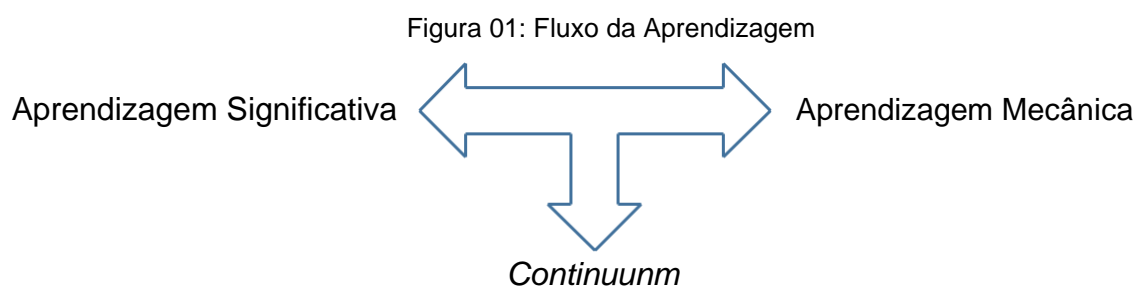 Figura 01: Fluxo da Aprendizagem
Aprendizagem Significativa
Aprendizagem Mecânica
Continuunm